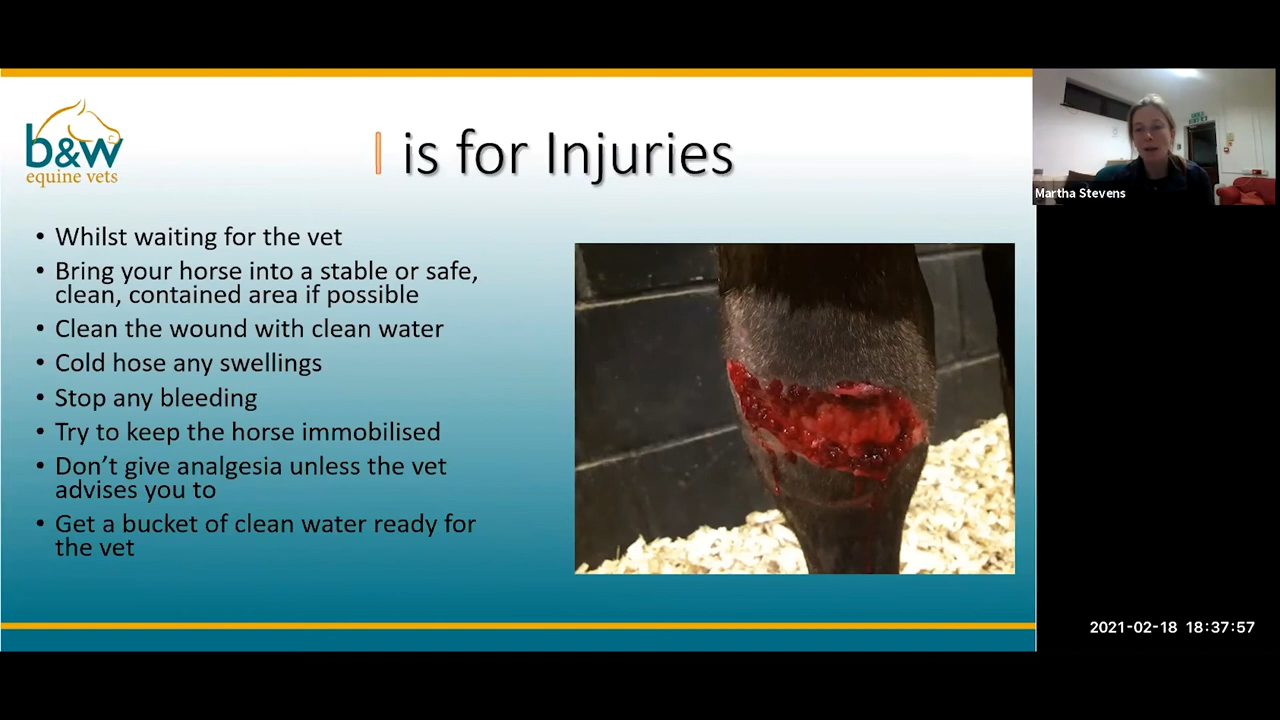 b&w
equine vets
I is for Injuries
• Whilst waiting for the vet
• Bring your horse into a stable or safe,
clean, contained area if possible
• Clean the wound with clean water
• Cold hose any swellings
• Stop any bleeding
• Try to keep the horse immobilised
• Don't give analgesia unless the vet
advises you to
• Get a bucket of clean water ready for
the vet
Martha Stevens
2021-02-18 18:37:57